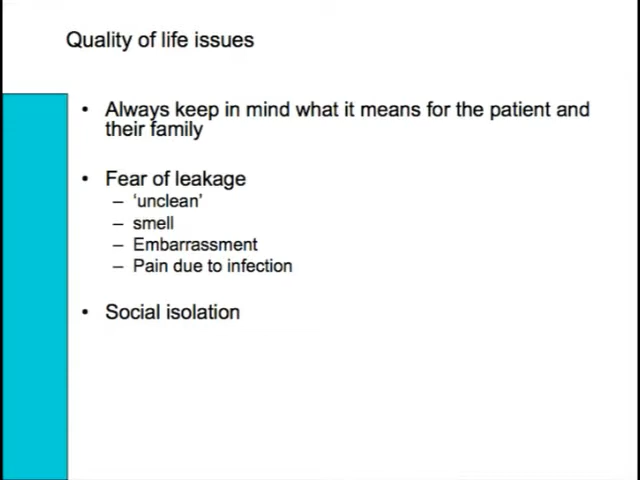 Quality of life issues
• Always keep in mind what it means for the patient and
their family
• Fear of leakage
– ‘unclean’
– smell
– Embarrassment
– Pain due to infection
• Social isolation